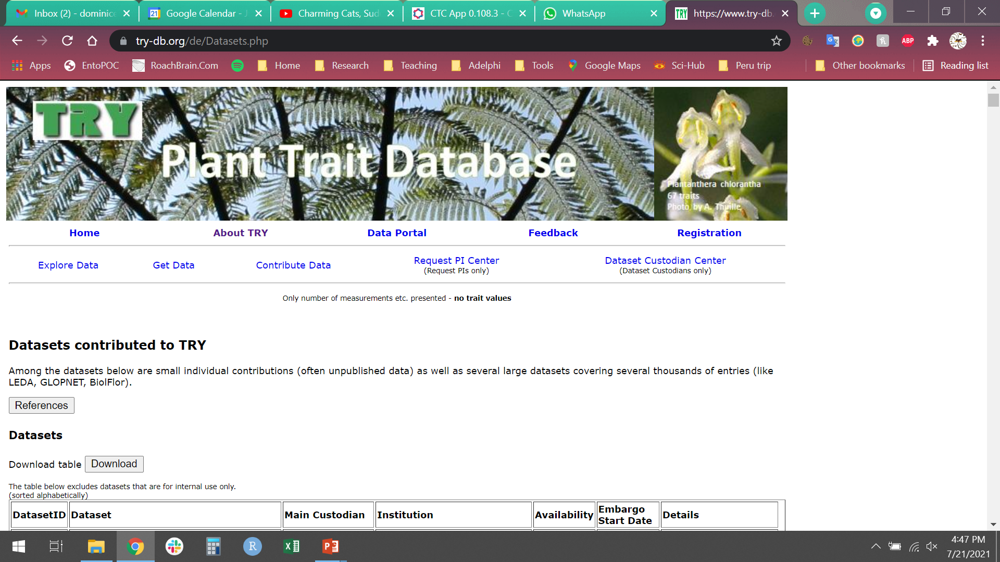 Inbox (2) - dominice
Google Calendar - J
Charming Cats, Sud
CTC App 0.108.3 - C
WhatsApp
https://www.try-db.
try-db.org/de/Datasets.php
ABP
Apps
EntoPOC
RoachBrain.Com
Home
Research
Teaching
Adelphi
Tools
Google Maps
Sci-Hub
Peru trip
Other bookmarks
Reading list
TRY
Plant Trait Database
Plantanthera chlorantha
67 traits
Photo by A. Thuille
Home
About TRY
Data Portal
Feedback
Registration
Explore Data
Get Data
Contribute Data
Request PI Center
(Request PIs only)
Dataset Custodian Center
(Dataset Custodians only)
Only number of measurements etc. presented - no trait values
Datasets contributed to TRY
Among the datasets below are small individual contributions (often unpublished data) as well as several large datasets covering several thousands of entries (like
LEDA, GLOPNET, BiolFlor).
References
Datasets
Download table
Download
The table below excludes datasets that are for internal use only.
(sorted alphabetically)
DatasetID
Dataset
Main Custodian
Institution
Availability
Embargo
Start Date
Details
4:47 PM
7/21/2021